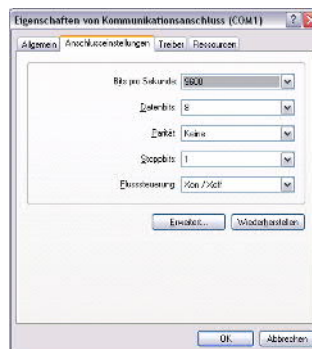 Eigenschaften von Kommunikationsanschluss (COM1)
Allgemein Anschlusseinstellungen Treiber Ressourcen
Bits pro Sekunde: 9600
Datenbits: 8
Parität: Keine
Stoppbits: 1
Flusssteuerung: Xon / Xoff
Erweitert... Wiederherstellen
OK Abbrechen